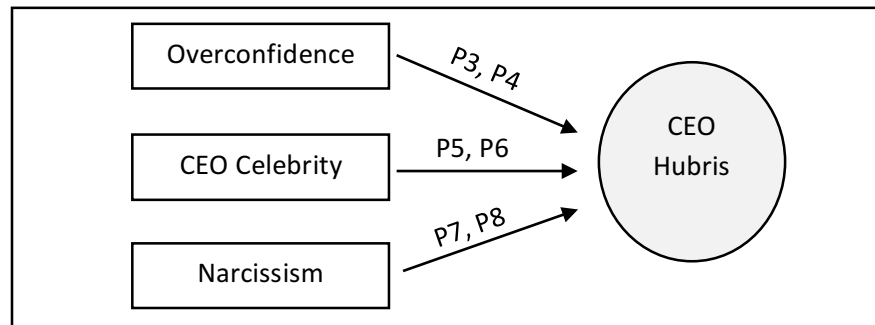 Overconfidence
P3, P4
CEO Celebrity
P5, P6
CEO
Hubris
Narcissism
P7, P8